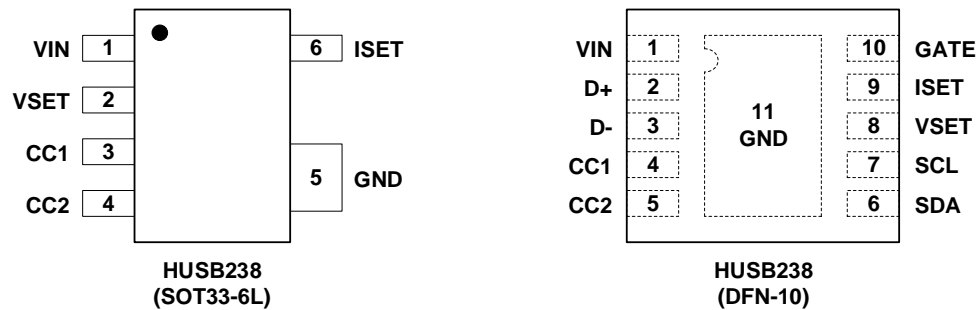 VIN 1
6 ISET
VSET 2
CC1 3
5 GND
CC2 4
HUSB238
(SOT33-6L)
VIN 1
10 GATE
D+ 2
9 ISET
D- 3
11
GND
8 VSET
CC1 4
7 SCL
CC2 5
6 SDA
HUSB238
(DFN-10)